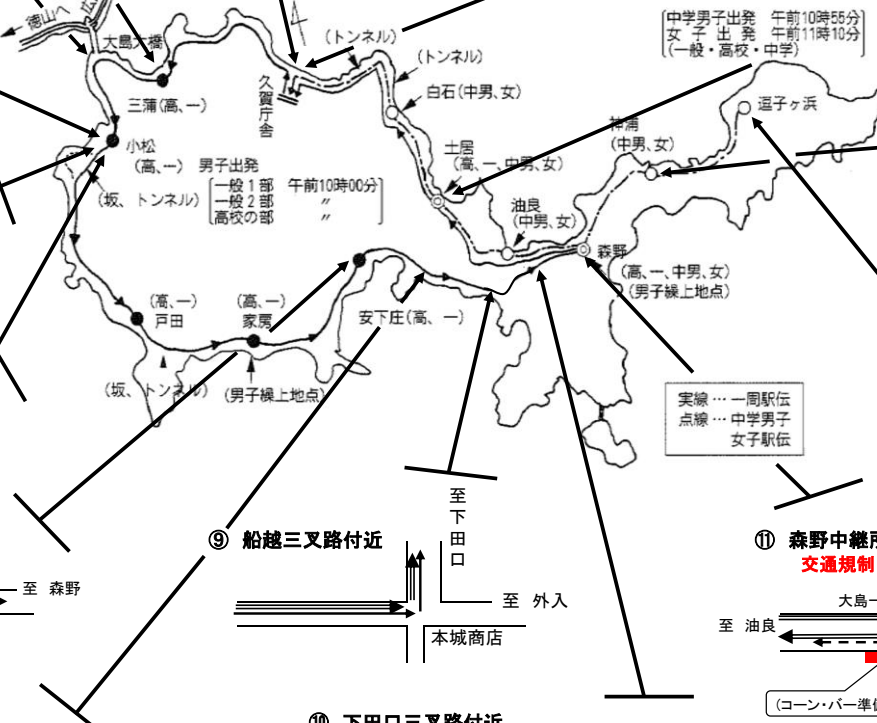 徳山へ
大島大橋
三蒲(高、一)
久賀庁舎
(トンネル)
(トンネル)
白石(中男、女)
中学男子出発 午前10時55分
女子出発 午前11時10分
(一般・高校・中学)
逗子ヶ浜
神浦
(中男、女)
小松
(高、一)
男子出発
一般1部 午前10時00分
一般2部 〃
高校の部 〃
(坂、トンネル)
土居
(高、一、中男、女)
油良
(中男、女)
森野
(高、一、中男、女)
(男子繰上地点)
(高、一)
戸田
(高、一)
家房
安下庄(高、一)
(坂、トンネル)
(男子繰上地点)
実線…一周駅伝
点線…中学男子
女子駅伝
至下田口
⑨ 船越三叉路付近
至 森野
至 外入
本城商店
⑪ 森野中継所
交通規制
大島一
至 油良
(コーン・バー準備
⑩ 下田口三叉路付近